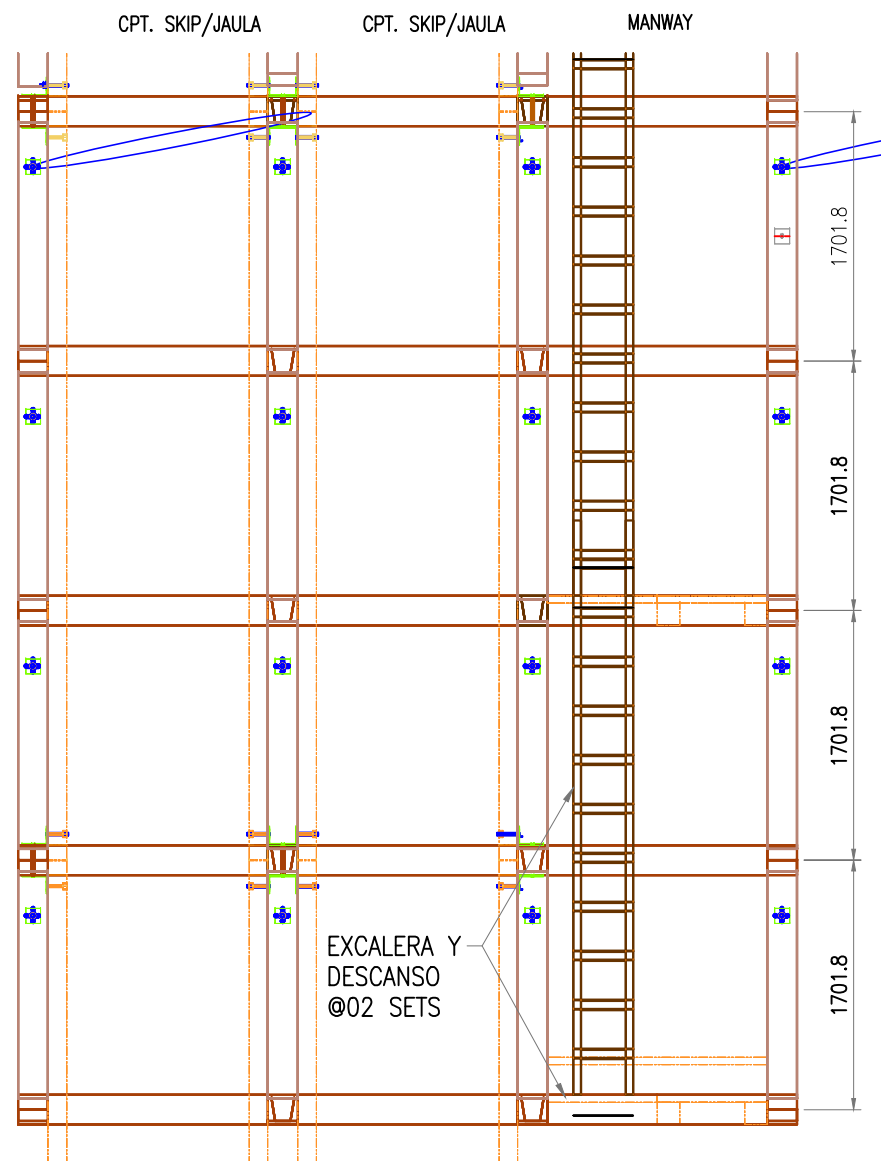 CPT. SKIP/JAULA
CPT. SKIP/JAULA
MANWAY
1701.8
1701.8
1701.8
1701.8
EXCALERA Y
DESCANSO
@02 SETS